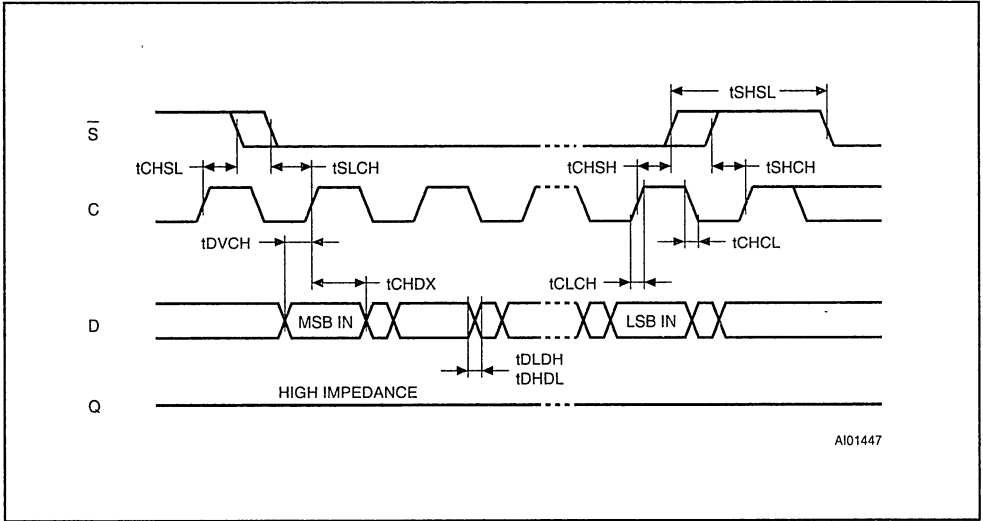 tSHSL
S
tCHSL
tSLCH
tCHSH
tSHCH
C
tDVCH
tCHCL
tCHDX
tCLCH
D
MSB IN
LSB IN
tDLDH
tDHDL
HIGH IMPEDANCE
Q
AI01447